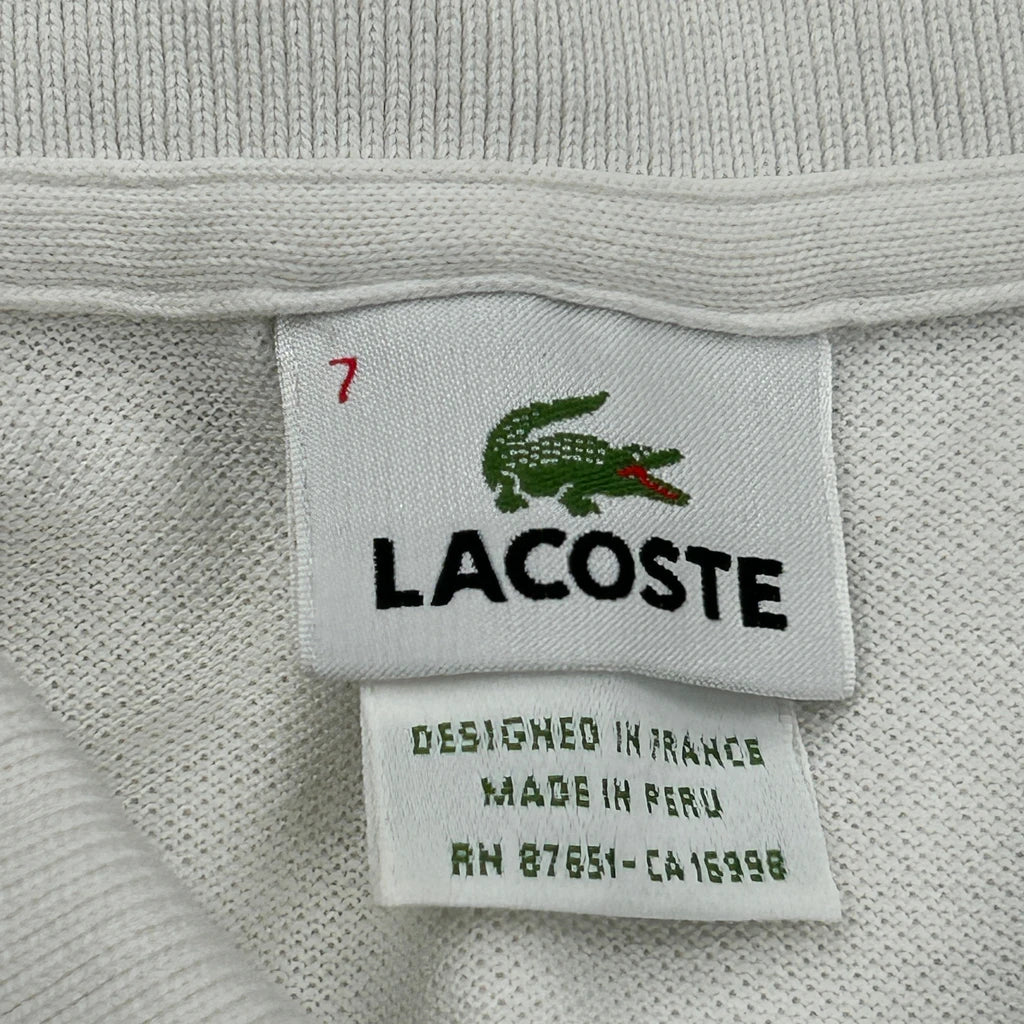 7
LACOSTE
DESIGNED IN FRANCE
MADE IN PERU
RN 87651-CA16998